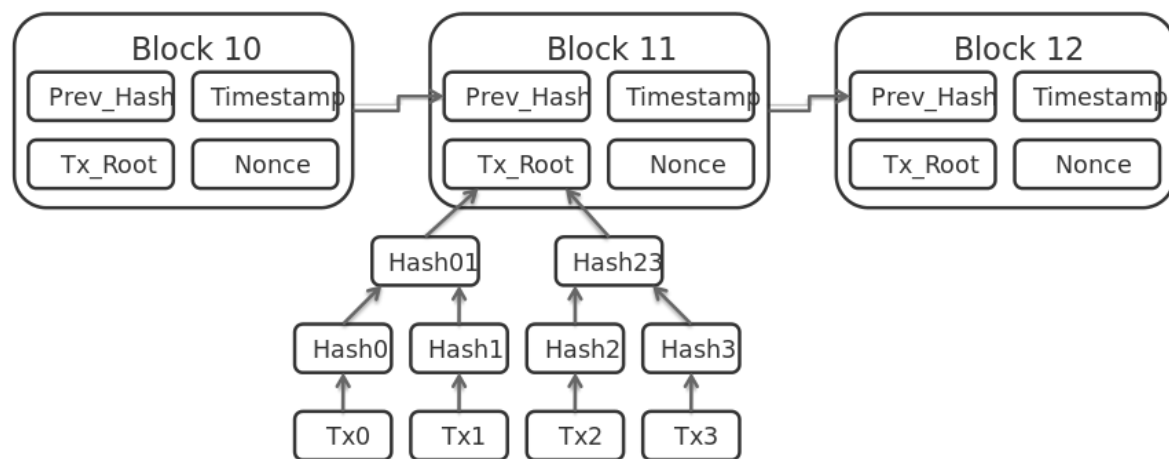 Block 10
Block 11
Block 12
Prev_Hash
Timestamp
Prev_Hash
Timestamp
Prev_Hash
Timestamp
Tx_Root
Nonce
Tx_Root
Nonce
Tx_Root
Nonce
Hash01
Hash23
Hash0
Hash1
Hash2
Hash3
Tx0
Tx1
Tx2
Tx3